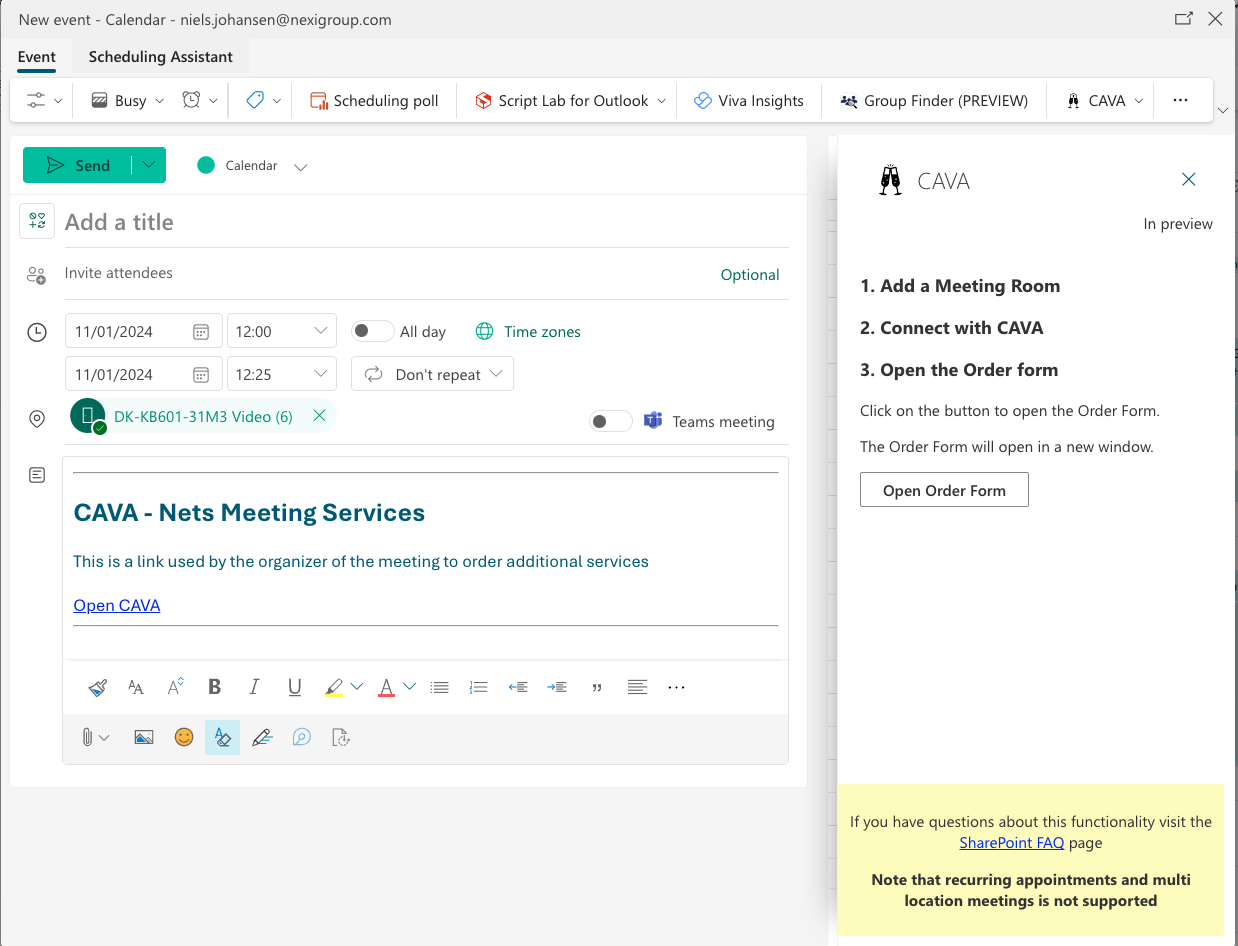 New event - Calendar - niels.johansen@nexigroup.com
Event
Scheduling Assistant
Busy
Scheduling poll
Script Lab for Outlook
Viva Insights
Group Finder (PREVIEW)
CAVA
Send
Calendar
Add a title
Invite attendees
Optional
11/01/2024
12:00
All day
Time zones
11/01/2024
12:25
Don't repeat
DK-KB601-31M3 Video (6)
Teams meeting
CAVA - Nets Meeting Services
This is a link used by the organizer of the meeting to order additional services
Open CAVA
CAVA
In preview
1. Add a Meeting Room
2. Connect with CAVA
3. Open the Order form
Click on the button to open the Order Form.
The Order Form will open in a new window.
Open Order Form
If you have questions about this functionality visit the
SharePoint FAQ page
Note that recurring appointments and multi
location meetings is not supported